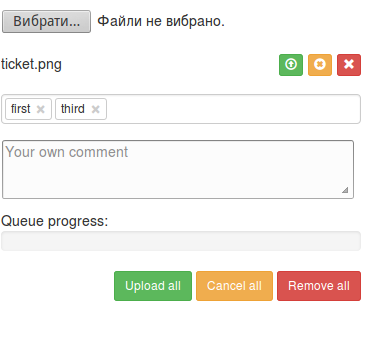 Вибрати... Файли не вибрано.
ticket.png
first third
Your own comment
Queue progress:
Upload all Cancel all Remove all